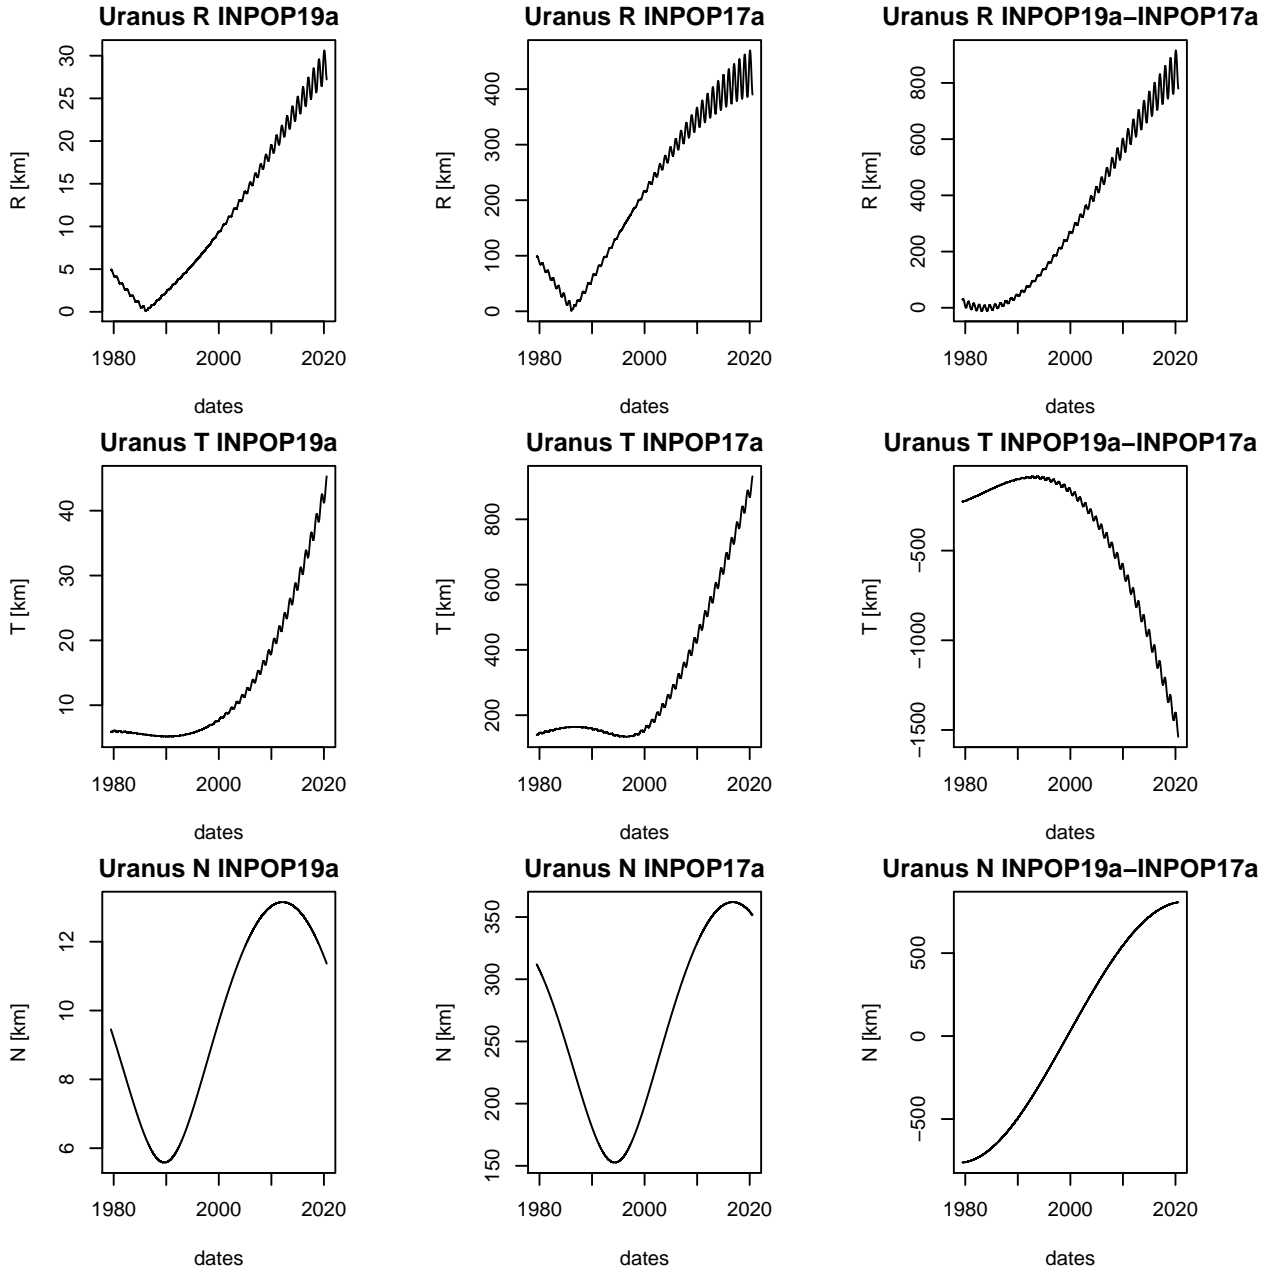 Uranus R INPOP19a
R [km]
0 5 10 15 20 25 30
1980 2000 2020
dates
Uranus R INPOP17a
R [km]
0 100 200 300 400
1980 2000 2020
dates
Uranus R INPOP19a−INPOP17a
R [km]
0 200 400 600 800
1980 2000 2020
dates
Uranus T INPOP19a
T [km]
10 20 30 40
1980 2000 2020
dates
Uranus T INPOP17a
T [km]
200 400 600 800
1980 2000 2020
dates
Uranus T INPOP19a−INPOP17a
T [km]
−1500 −1000 −500
1980 2000 2020
dates
Uranus N INPOP19a
N [km]
6 8 10 12
1980 2000 2020
dates
Uranus N INPOP17a
N [km]
150 200 250 300 350
1980 2000 2020
dates
Uranus N INPOP19a−INPOP17a
N [km]
−500 0 500
1980 2000 2020
dates